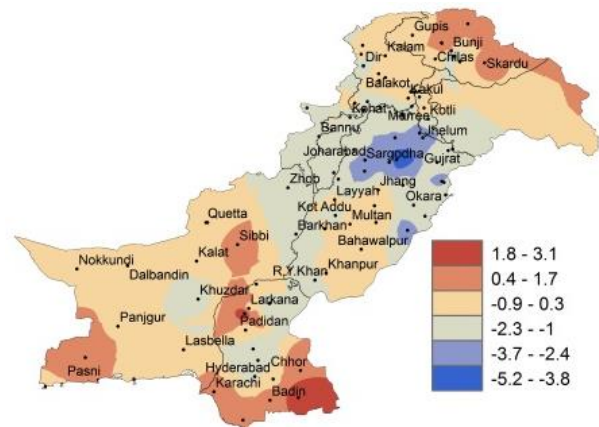 Gupis
Kalam
Bunji
Dir
Chilas
Skardu
Balakot
Kakul
Kohat
Murree
Kotli
Bannu
Jhelum
Joharabad
Sargodha
Gujrat
Zhob
Jhang
Layyah
Okara
Kot Addu
Quetta
Multan
Barkhan
Sibbi
Bahawalpur
Kalat
Nokkundi
R.Y.Khan
Khanpur
Dalbandin
Khuzdar
Larkana
Panjgur
Padidan
Lasbella
Hyderabad
Chhor
Pasni
Karachi
Badin
1.8 - 3.1
0.4 - 1.7
-0.9 - 0.3
-2.3 - -1
-3.7 - -2.4
-5.2 - -3.8